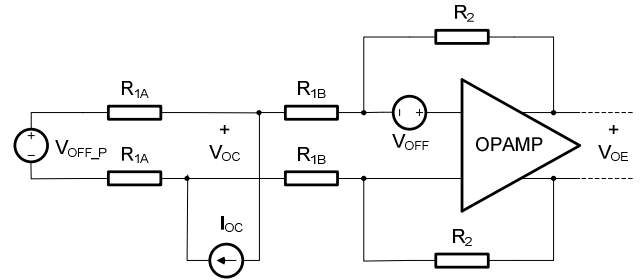 R2
R1A
R1B
+
−
VOFF_P
+
VOC
− +
VOFF
OPAMP
+
VOE
R1A
R1B
IOC
R2